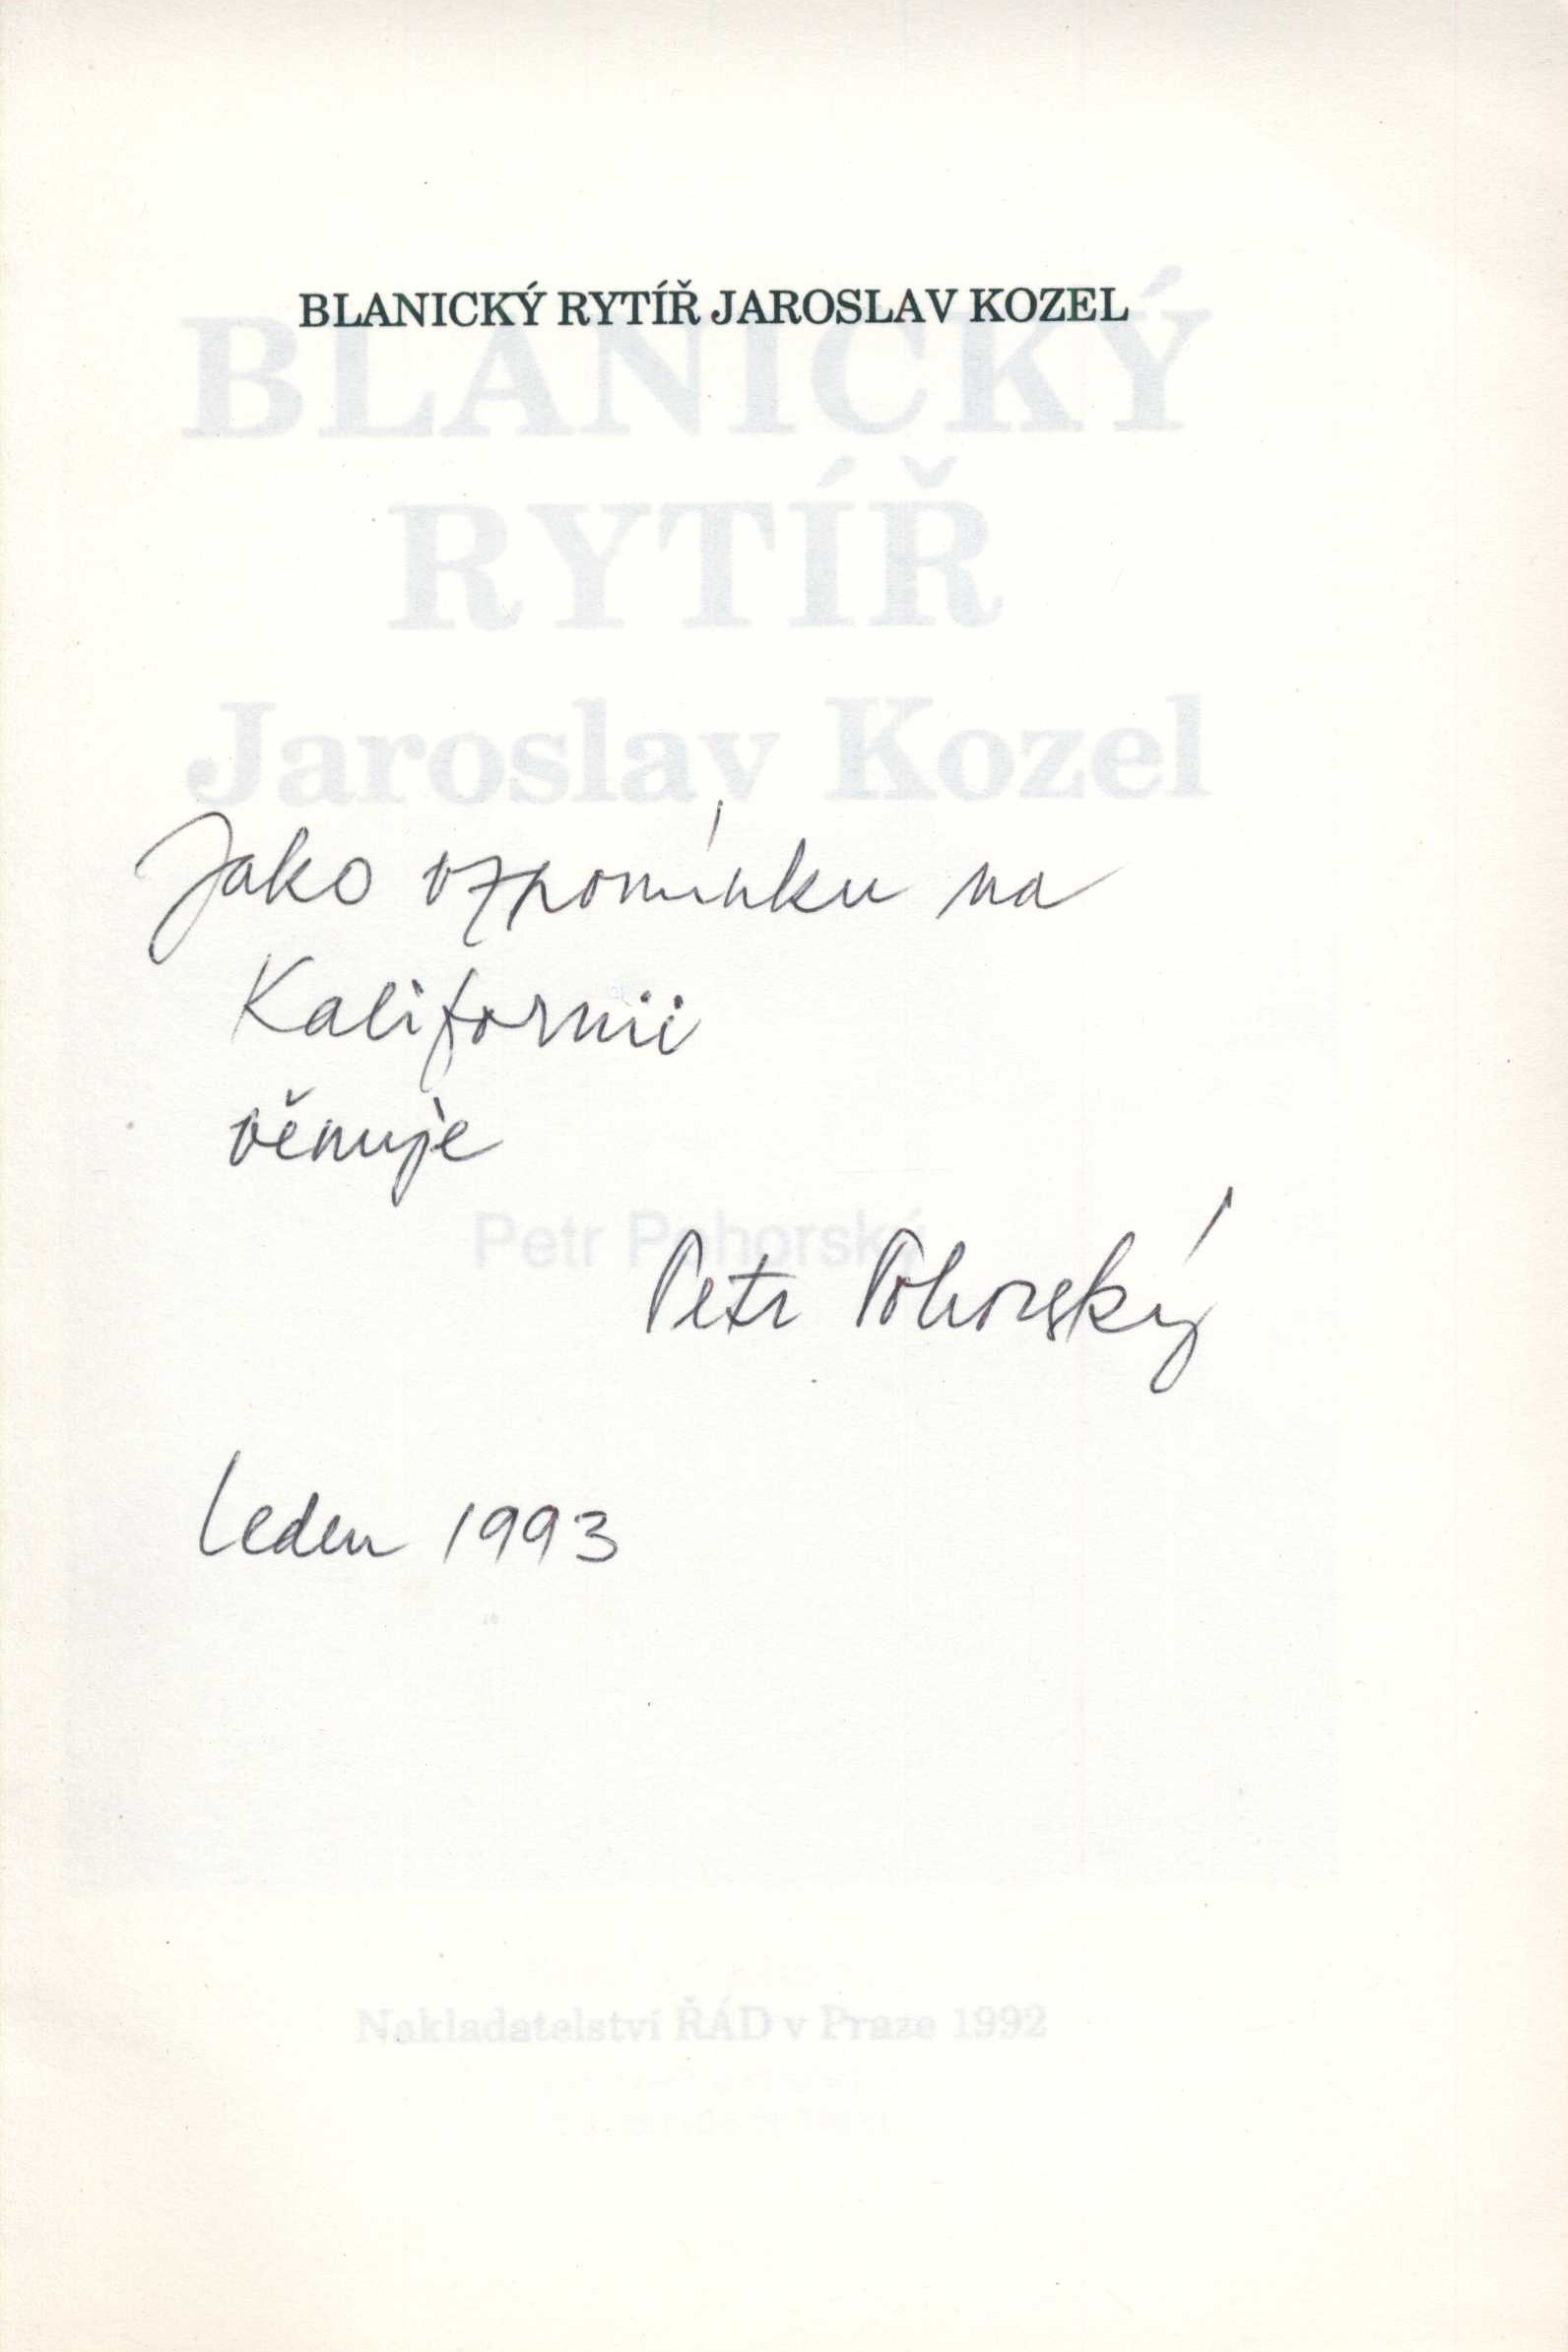 BLANICKÝ RYTÍŘ JAROSLAV KOZEL
BLANICKÝ
RYTÍŘ
Jaroslav Kozel
Jako vzpomínku na
Kalifornii
věnuje
Petr Pohorský
Petr Pohorský
leden 1993
Nakladatelství ŘÁD v Praze 1992